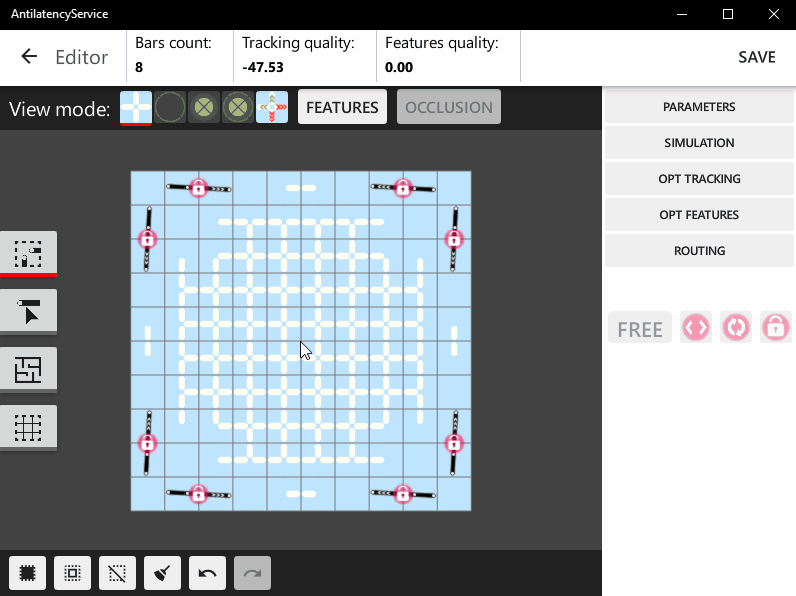 AntilatencyService
Editor
Bars count:
8
Tracking quality:
-47.53
Features quality:
0.00
SAVE
View mode:
FEATURES
OCCLUSION
PARAMETERS
SIMULATION
OPT TRACKING
OPT FEATURES
ROUTING
FREE